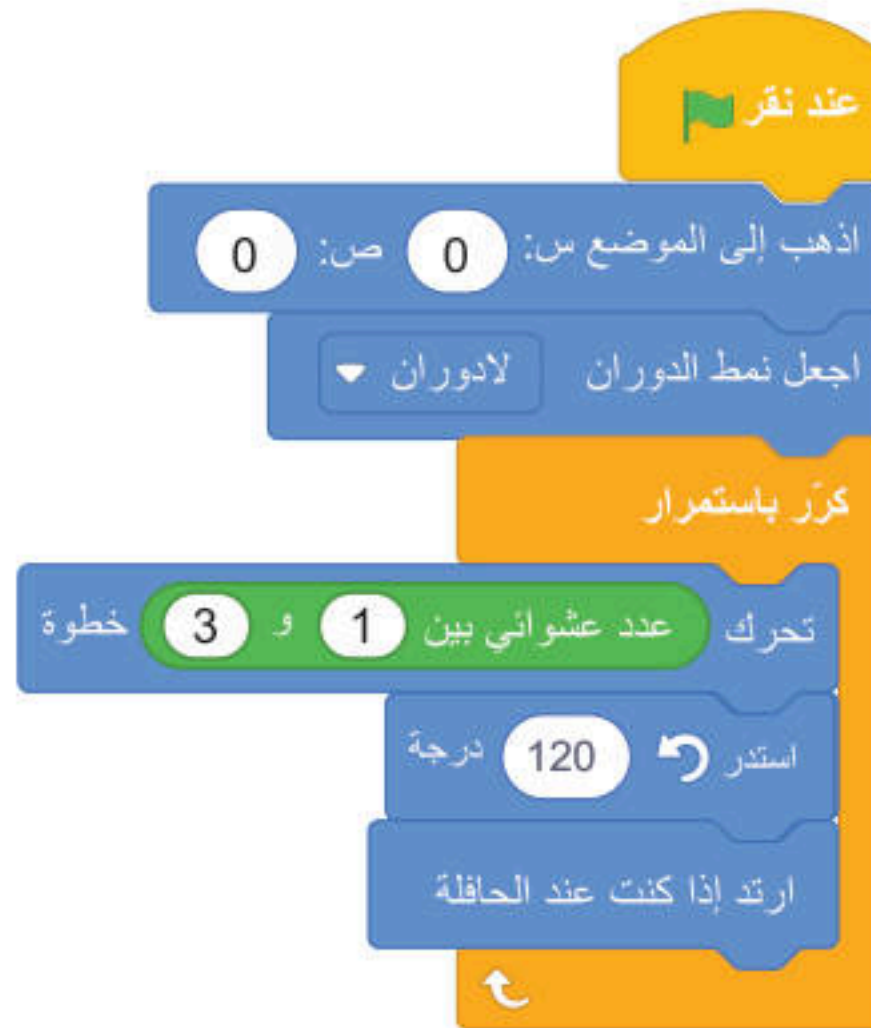 عند نقر
اذهب إلى الموضع س: 0 ص: 0
اجعل نمط الدوران لادوران
كرّر باستمرار
تحرك عدد عشوائي بين 1 و 3 خطوة
استدر 120 درجة
ارتد إذا كنت عند الحافلة